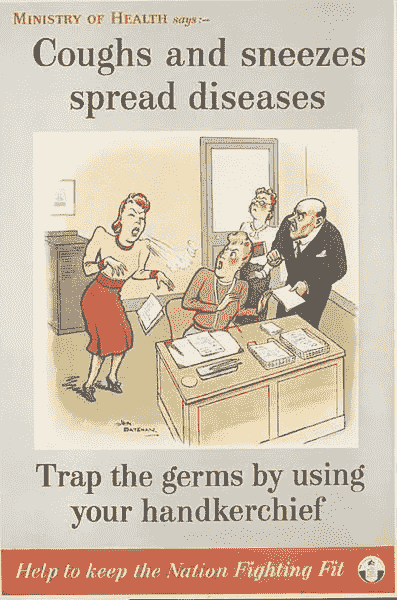 MINISTRY OF HEALTH says:–
Coughs and sneezes
spread diseases
Trap the germs by using
your handkerchief
Help to keep the Nation Fighting Fit